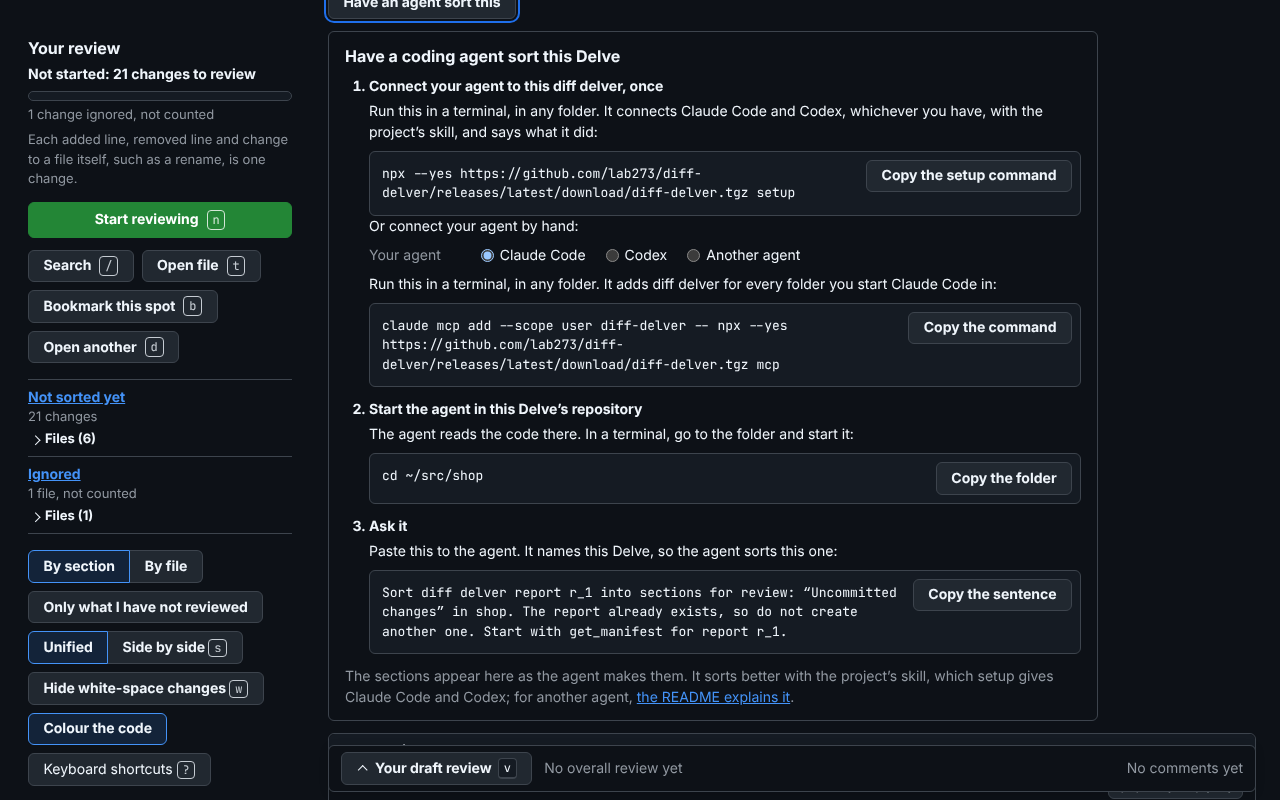 Have an agent sort this
Your review
Not started: 21 changes to review
1 change ignored, not counted
Each added line, removed line and change
to a file itself, such as a rename, is one
change.
Start reviewing n
Search /
Open file t
Bookmark this spot b
Open another d
Not sorted yet
21 changes
Files (6)
Ignored
1 file, not counted
Files (1)
By section
By file
Only what I have not reviewed
Unified
Side by side s
Hide white-space changes w
Colour the code
Keyboard shortcuts ?
Have a coding agent sort this Delve
1. Connect your agent to this diff delver, once
Run this in a terminal, in any folder. It connects Claude Code and Codex, whichever you have, with the
project’s skill, and says what it did:
npx --yes https://github.com/lab273/diff-
delver/releases/latest/download/diff-delver.tgz setup
Copy the setup command
Or connect your agent by hand:
Your agent
Claude Code
Codex
Another agent
Run this in a terminal, in any folder. It adds diff delver for every folder you start Claude Code in:
claude mcp add --scope user diff-delver -- npx --yes
https://github.com/lab273/diff-
delver/releases/latest/download/diff-delver.tgz mcp
Copy the command
2. Start the agent in this Delve’s repository
The agent reads the code there. In a terminal, go to the folder and start it:
cd ~/src/shop
Copy the folder
3. Ask it
Paste this to the agent. It names this Delve, so the agent sorts this one:
Sort diff delver report r_1 into sections for review: “Uncommitted
changes” in shop. The report already exists, so do not create
another one. Start with get_manifest for report r_1.
Copy the sentence
The sections appear here as the agent makes them. It sorts better with the project’s skill, which setup gives
Claude Code and Codex; for another agent, the README explains it.
Your draft review v
No overall review yet
No comments yet